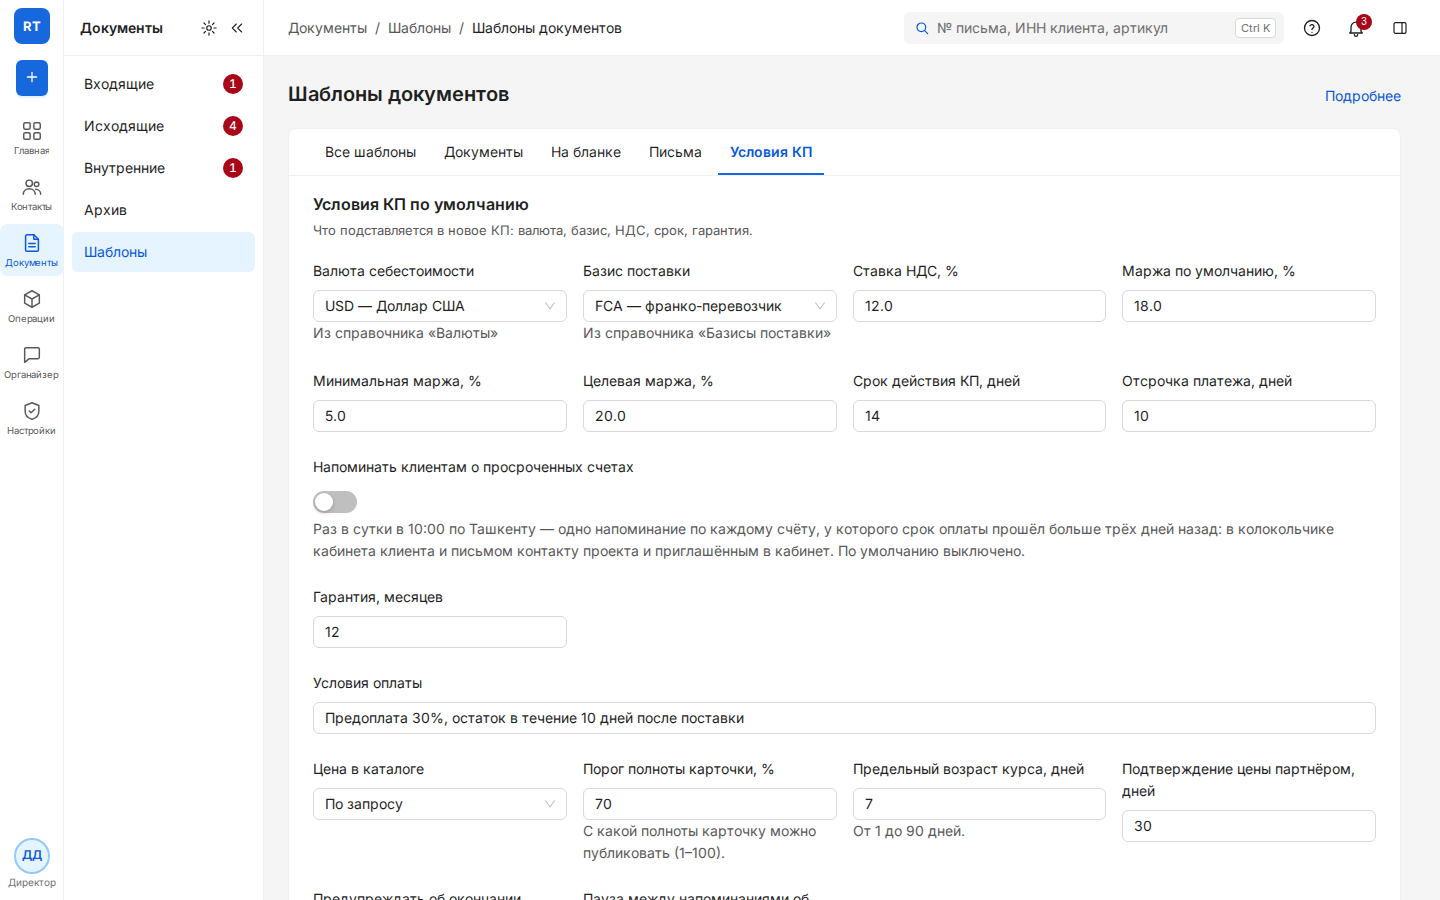 RT
Документы
Документы / Шаблоны / Шаблоны документов
№ письма, ИНН клиента, артикул
Ctrl K
3
Главная
Контакты
Документы
Операции
Органайзер
Настройки
ДД
Директор
Входящие 1
Исходящие 4
Внутренние 1
Архив
Шаблоны
Шаблоны документов
Подробнее
Все шаблоны Документы На бланке Письма Условия КП
Условия КП по умолчанию
Что подставляется в новое КП: валюта, базис, НДС, срок, гарантия.
Валюта себестоимости
USD — Доллар США
Из справочника «Валюты»
Базис поставки
FCA — франко-перевозчик
Из справочника «Базисы поставки»
Ставка НДС, %
12.0
Маржа по умолчанию, %
18.0
Минимальная маржа, %
5.0
Целевая маржа, %
20.0
Срок действия КП, дней
14
Отсрочка платежа, дней
10
Напоминать клиентам о просроченных счетах
Раз в сутки в 10:00 по Ташкенту — одно напоминание по каждому счёту, у которого срок оплаты прошёл больше трёх дней назад: в колокольчике
кабинета клиента и письмом контакту проекта и приглашённым в кабинет. По умолчанию выключено.
Гарантия, месяцев
12
Условия оплаты
Предоплата 30%, остаток в течение 10 дней после поставки
Цена в каталоге
По запросу
Порог полноты карточки, %
70
С какой полноты карточку можно
публиковать (1–100).
Предельный возраст курса, дней
7
От 1 до 90 дней.
Подтверждение цены партнёром,
дней
30
Предупреждать об окончании
Пауза между напоминаниями об